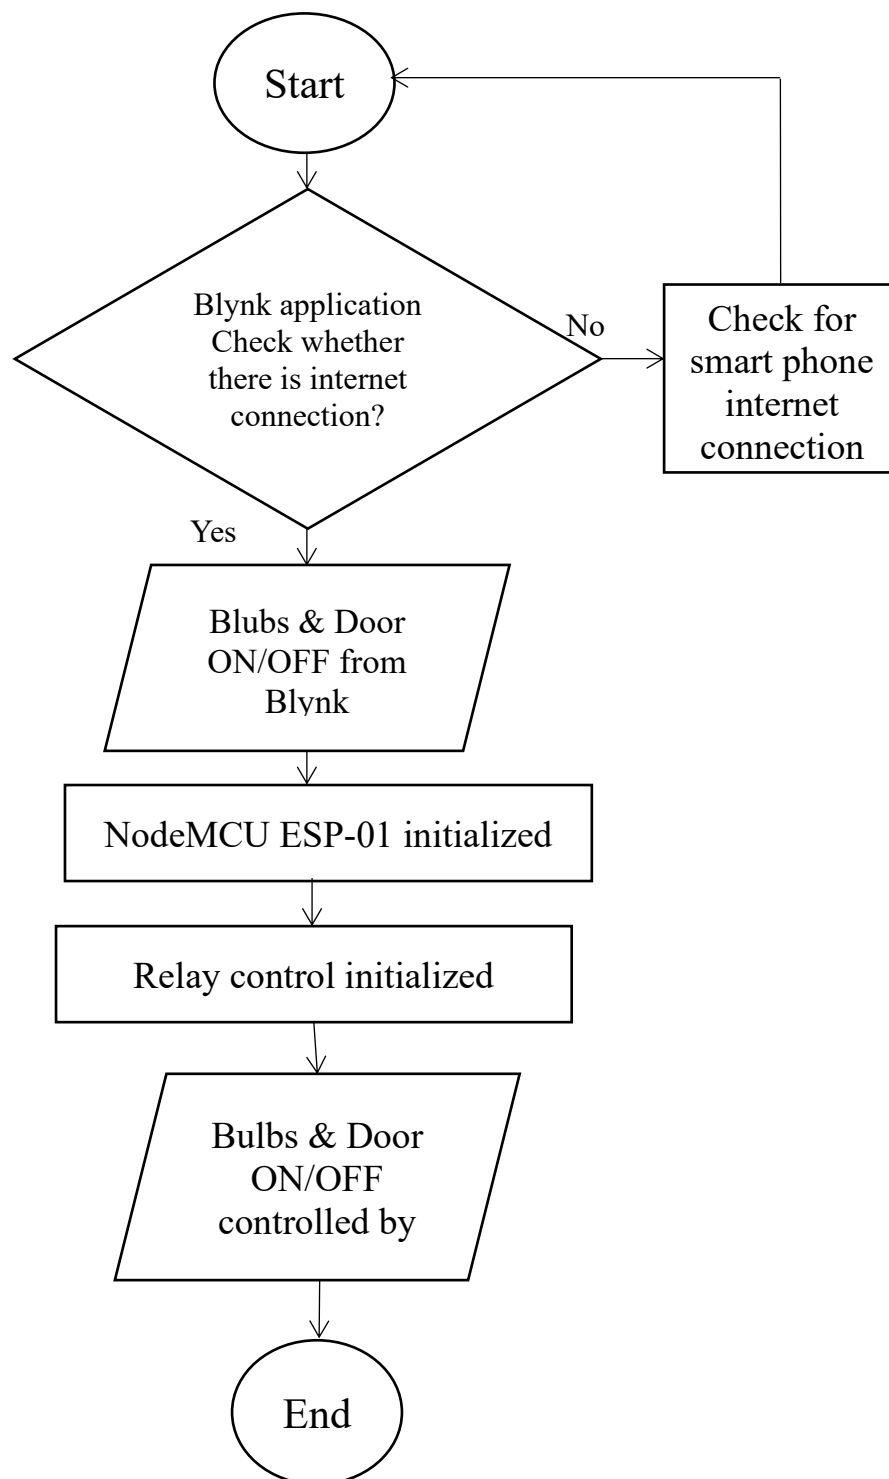 Start
Blynk application
Check whether
there is internet
connection?
No
Check for
smart phone
internet
connection
Yes
Blubs & Door
ON/OFF from
Blynk
NodeMCU ESP-01 initialized
Relay control initialized
Bulbs & Door
ON/OFF
controlled by
End